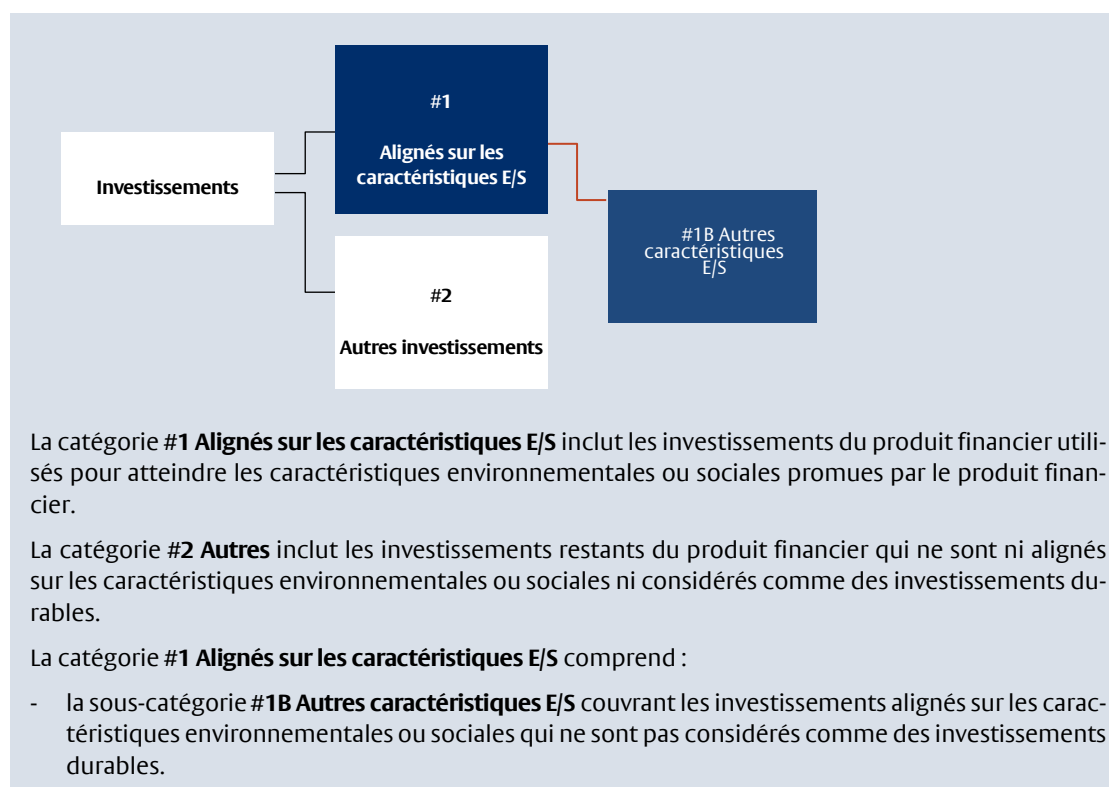 #1
Alignés sur les
caractéristiques E/S
Investissements
#1B Autres
caractéristiques
E/S
#2
Autres investissements
La catégorie #1 Alignés sur les caractéristiques E/S inclut les investissements du produit financier utili-
sés pour atteindre les caractéristiques environnementales ou sociales promues par le produit finan-
cier.
La catégorie #2 Autres inclut les investissements restants du produit financier qui ne sont ni alignés
sur les caractéristiques environnementales ou sociales ni considérés comme des investissements du-
rables.
La catégorie #1 Alignés sur les caractéristiques E/S comprend :
- la sous-catégorie #1B Autres caractéristiques E/S couvrant les investissements alignés sur les carac-
téristiques environnementales ou sociales qui ne sont pas considérés comme des investissements
durables.